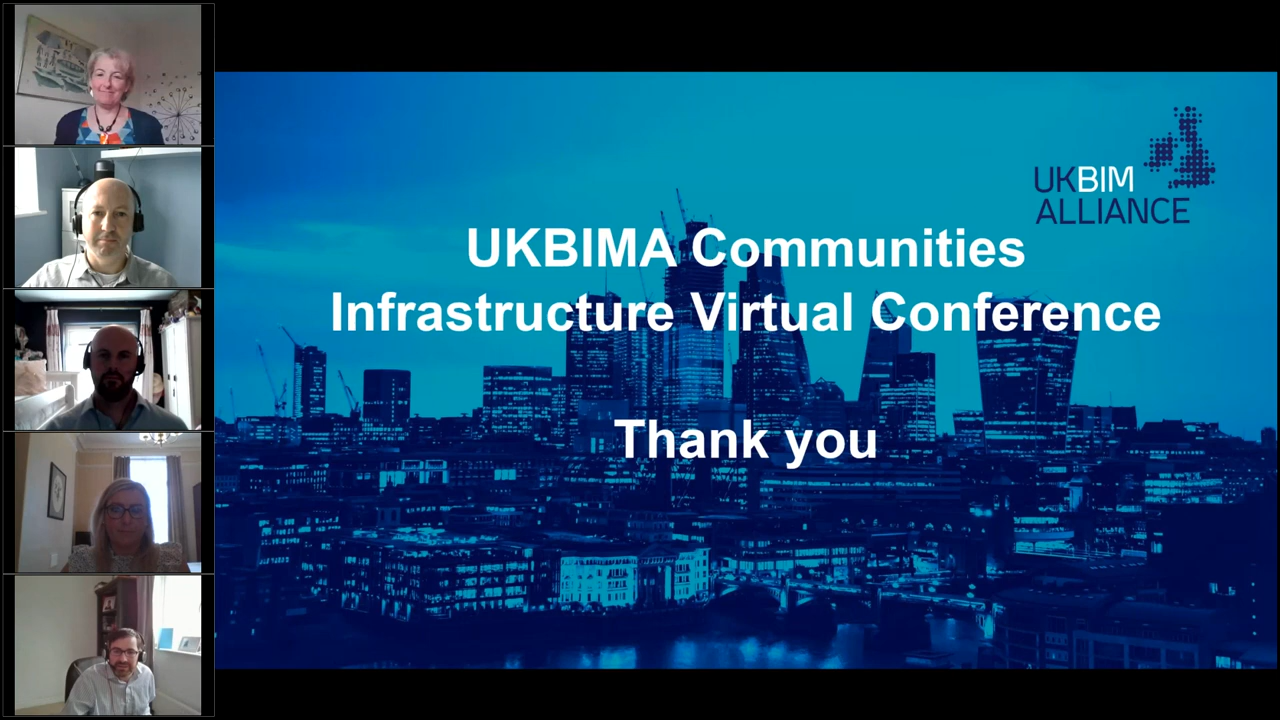 UKBIM
ALLIANCE
UKBIMA Communities
Infrastructure Virtual Conference
Thank you